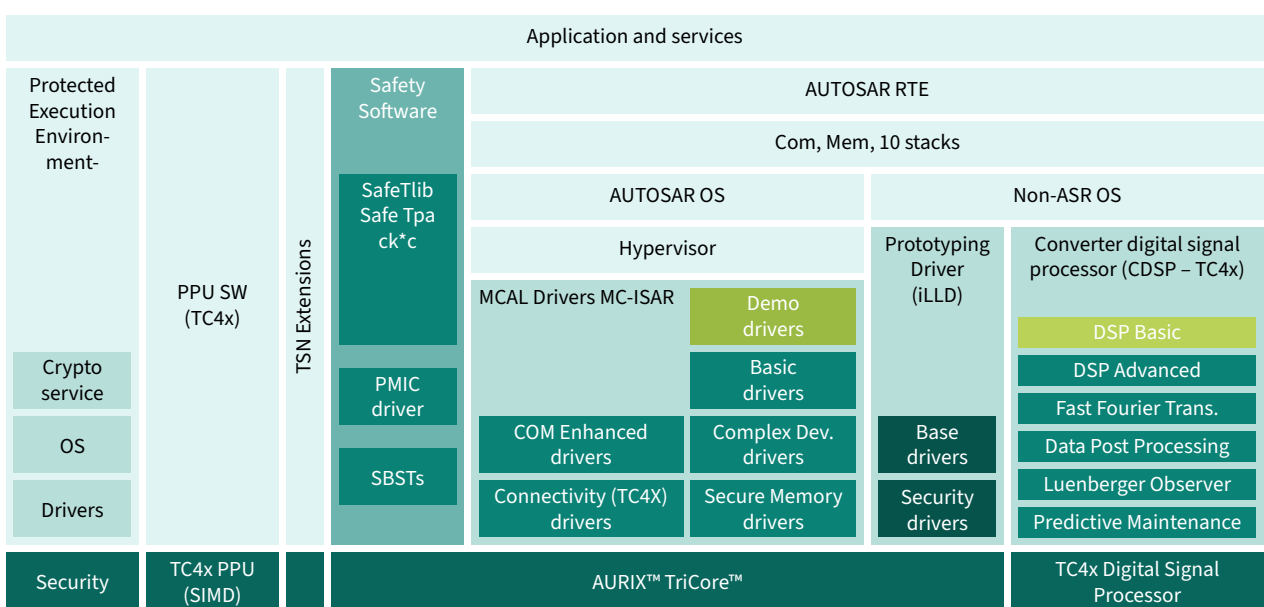 Application and services
Protected
Execution
Environ-
ment-
Crypto
service
OS
Drivers
Security
PPU SW
(TC4x)
TC4x PPU
(SIMD)
TSN Extensions
Safety
Software
SafeTlib
Safe Tpa
ck*c
PMIC
driver
SBSTs
AUTOSAR RTE
Com, Mem, 10 stacks
AUTOSAR OS
Non-ASR OS
Hypervisor
MCAL Drivers MC-ISAR
Demo
drivers
Basic
drivers
COM Enhanced
drivers
Complex Dev.
drivers
Connectivity (TC4X)
drivers
Secure Memory
drivers
Prototyping
Driver
(iLLD)
Base
drivers
Security
drivers
Converter digital signal
processor (CDSP – TC4x)
DSP Basic
DSP Advanced
Fast Fourier Trans.
Data Post Processing
Luenberger Observer
Predictive Maintenance
AURIX™ TriCore™
TC4x Digital Signal
Processor